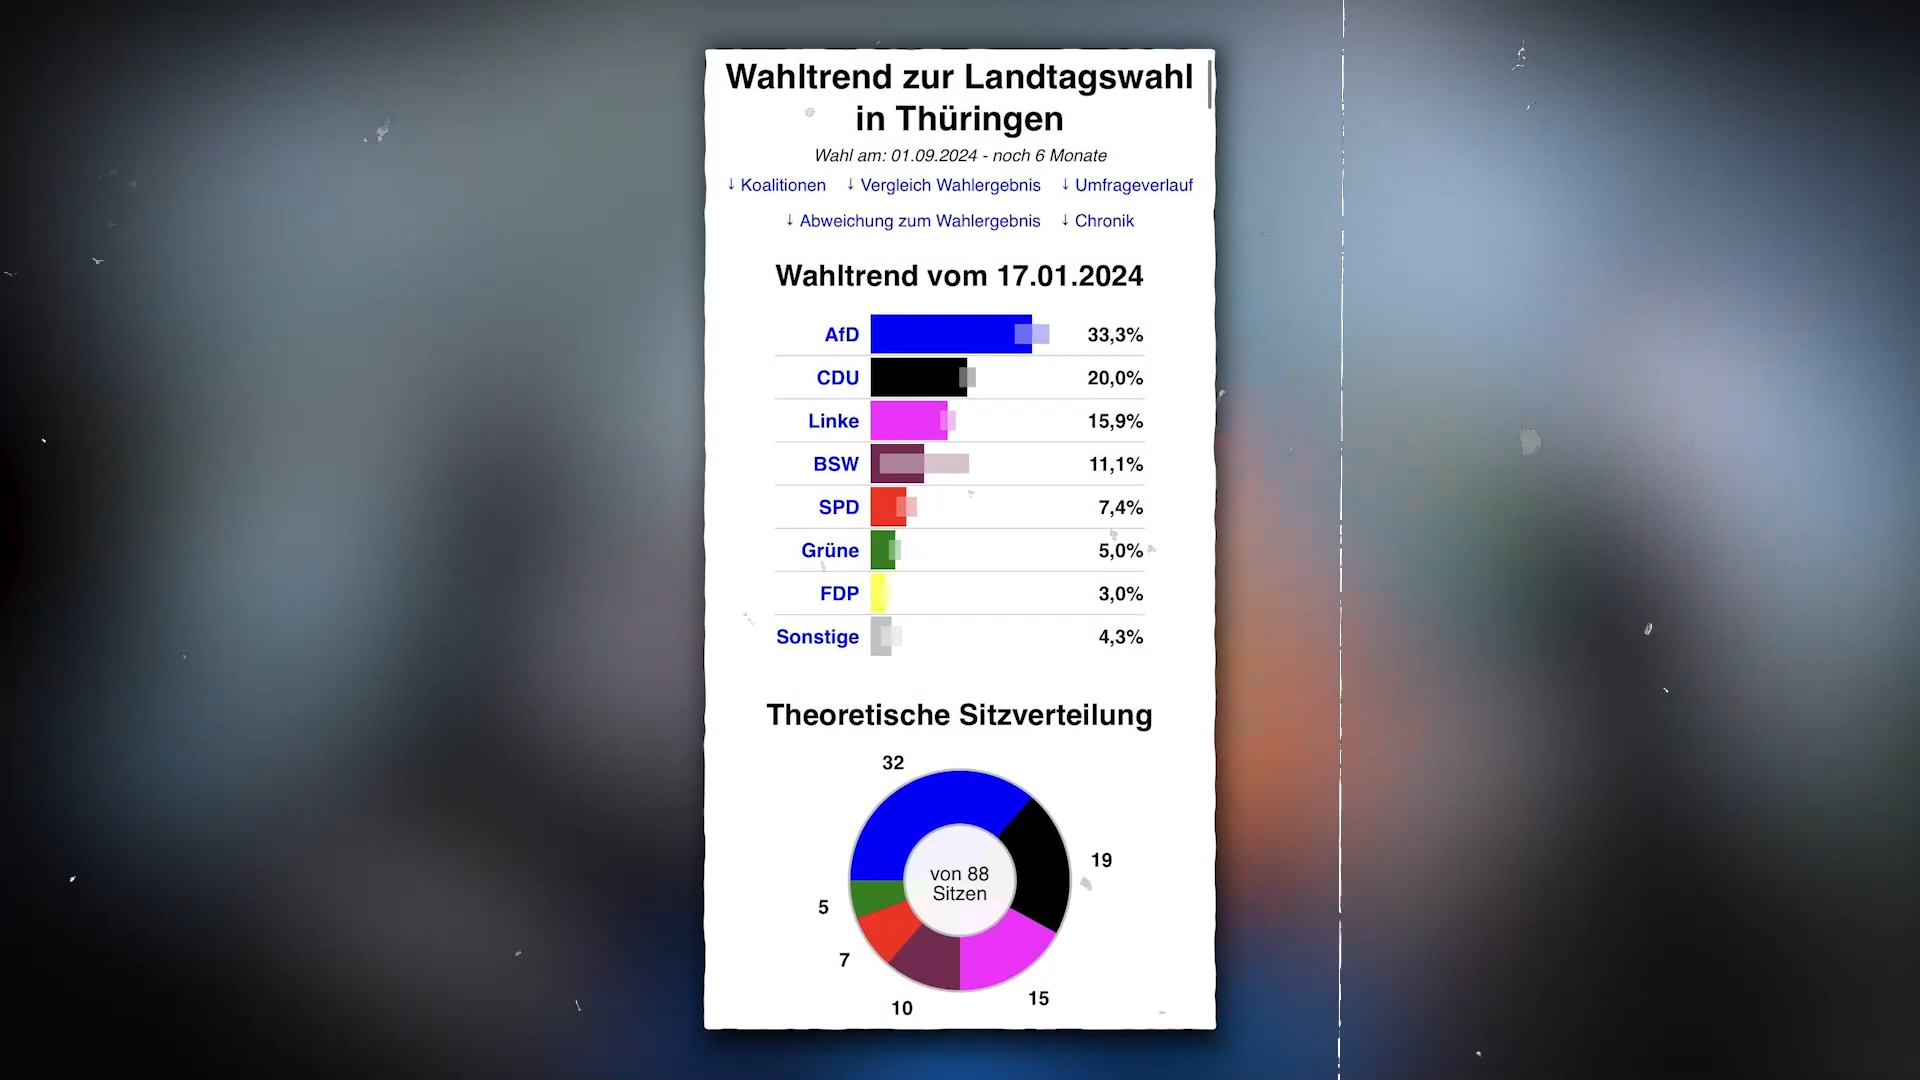 Wahltrend zur Landtagswahl
in Thüringen
Wahl am: 01.09.2024 - noch 6 Monate
↓ Koalitionen ↓ Vergleich Wahlergebnis ↓ Umfrageverlauf
↓ Abweichung zum Wahlergebnis ↓ Chronik
Wahltrend vom 17.01.2024
AfD 33,3%
CDU 20,0%
Linke 15,9%
BSW 11,1%
SPD 7,4%
Grüne 5,0%
FDP 3,0%
Sonstige 4,3%
Theoretische Sitzverteilung
32
19
von 88
Sitzen
5
7
15
10